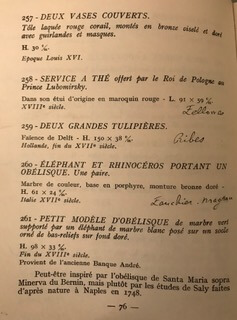 257 - DEUX VASES COUVERTS.
Tôle laquée rouge corail, montés en bronze oiselé et doré
avec guirlandes et masques.
H. 30 %.
Epoque Louis XVI.
258 - SERVICE A THÉ offert par le Roi de Pologne au
Prince Lubomirsky.
Dans son étui d'origine en maroquin rouge - L. 91 × 59 %
XVIIIe siècle.
259 - DEUX GRANDES TULIPIÈRES.
Faïence de Delft - H. 150 × 38 %.
Hollande, fin du XVIIe siècle.
260 - ÉLÉPHANT ET RHINOCÉROS PORTANT UN
OBÉLISQUE. Une paire.
Marbre de couleur, base en porphyre, monture bronze doré -
H. 61 × 24 %
Italie XVIIe siècle.
261 - PETIT MODÈLE D'OBÉLISQUE de marbre vert
supporté par un éléphant de marbre blanc posé sur un socle
orné de bas-reliefs sur fond doré.
H. 98 × 33 %
Fin du XVIIIe siècle.
Provient de l'ancienne Banque André.
Peut-être inspiré par l'obélisque de Santa Maria sopra
Minerva du Bernin, mais plutôt par les études de Saly faites
d'après nature à Naples en 1748.
— 76 —